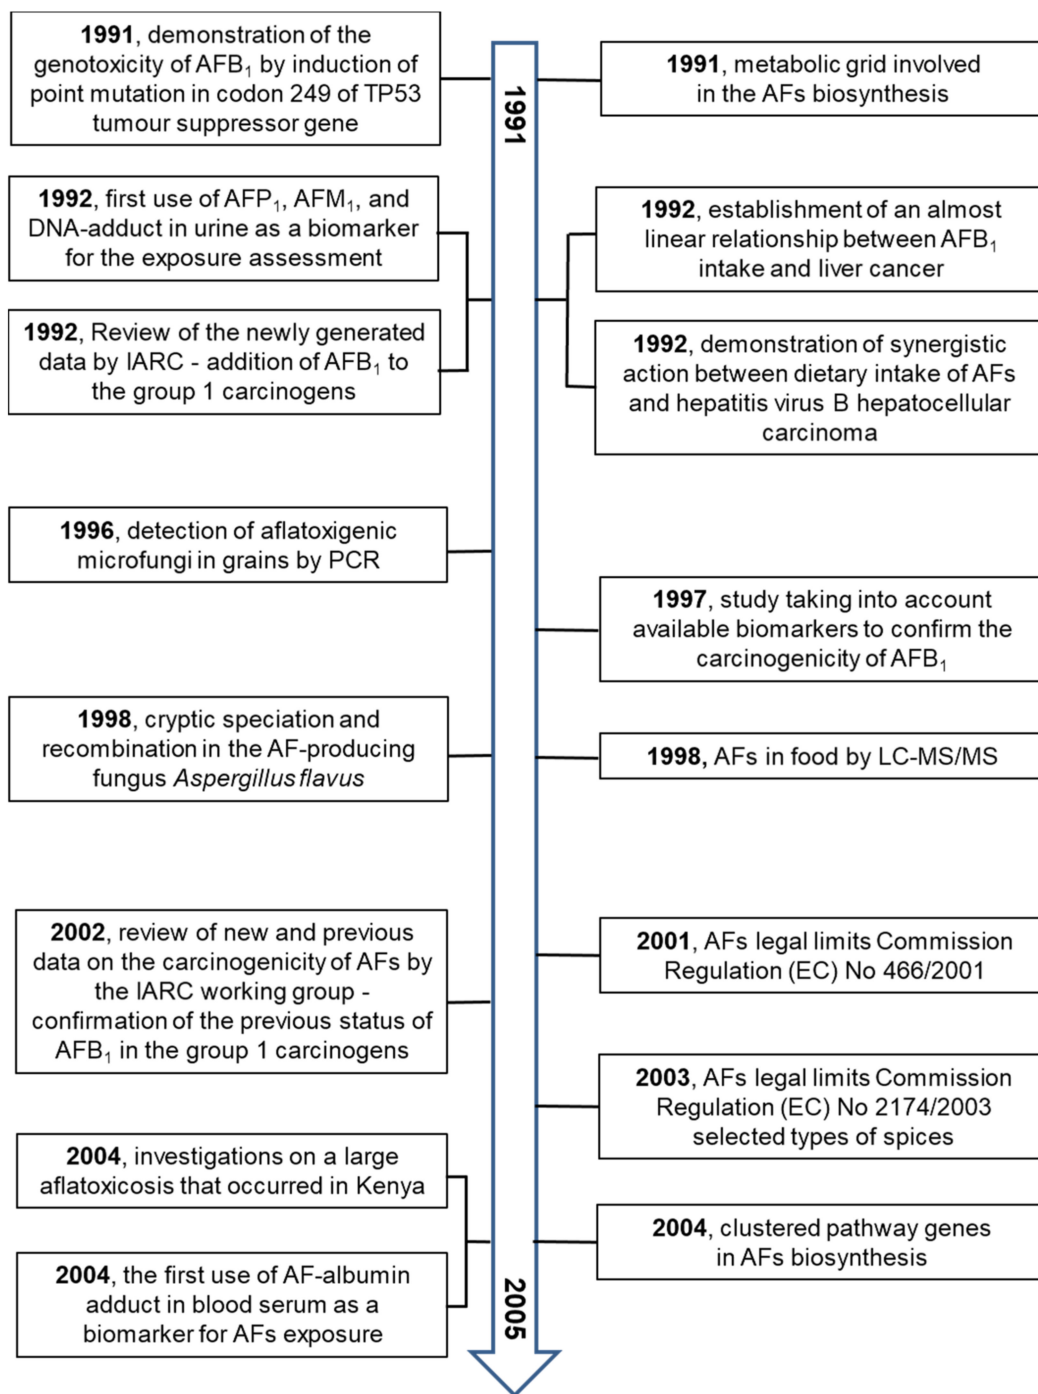 1991, demonstration of the
genotoxicity of AFB₁ by induction of
point mutation in codon 249 of TP53
tumour suppressor gene
1991, metabolic grid involved
in the AFs biosynthesis
1991
1992, first use of AFP₁, AFM₁, and
DNA-adduct in urine as a biomarker
for the exposure assessment
1992, establishment of an almost
linear relationship between AFB₁
intake and liver cancer
1992, Review of the newly generated
data by IARC - addition of AFB₁ to
the group 1 carcinogens
1992, demonstration of synergistic
action between dietary intake of AFs
and hepatitis virus B hepatocellular
carcinoma
1996, detection of aflatoxigenic
microfungi in grains by PCR
1997, study taking into account
available biomarkers to confirm the
carcinogenicity of AFB₁
1998, cryptic speciation and
recombination in the AF-producing
fungus Aspergillus flavus
1998, AFs in food by LC-MS/MS
2002, review of new and previous
data on the carcinogenicity of AFs by
the IARC working group -
confirmation of the previous status of
AFB₁ in the group 1 carcinogens
2001, AFs legal limits Commission
Regulation (EC) No 466/2001
2003, AFs legal limits Commission
Regulation (EC) No 2174/2003
selected types of spices
2004, investigations on a large
aflatoxicosis that occurred in Kenya
2004, clustered pathway genes
in AFs biosynthesis
2004, the first use of AF-albumin
adduct in blood serum as a
biomarker for AFs exposure
2005